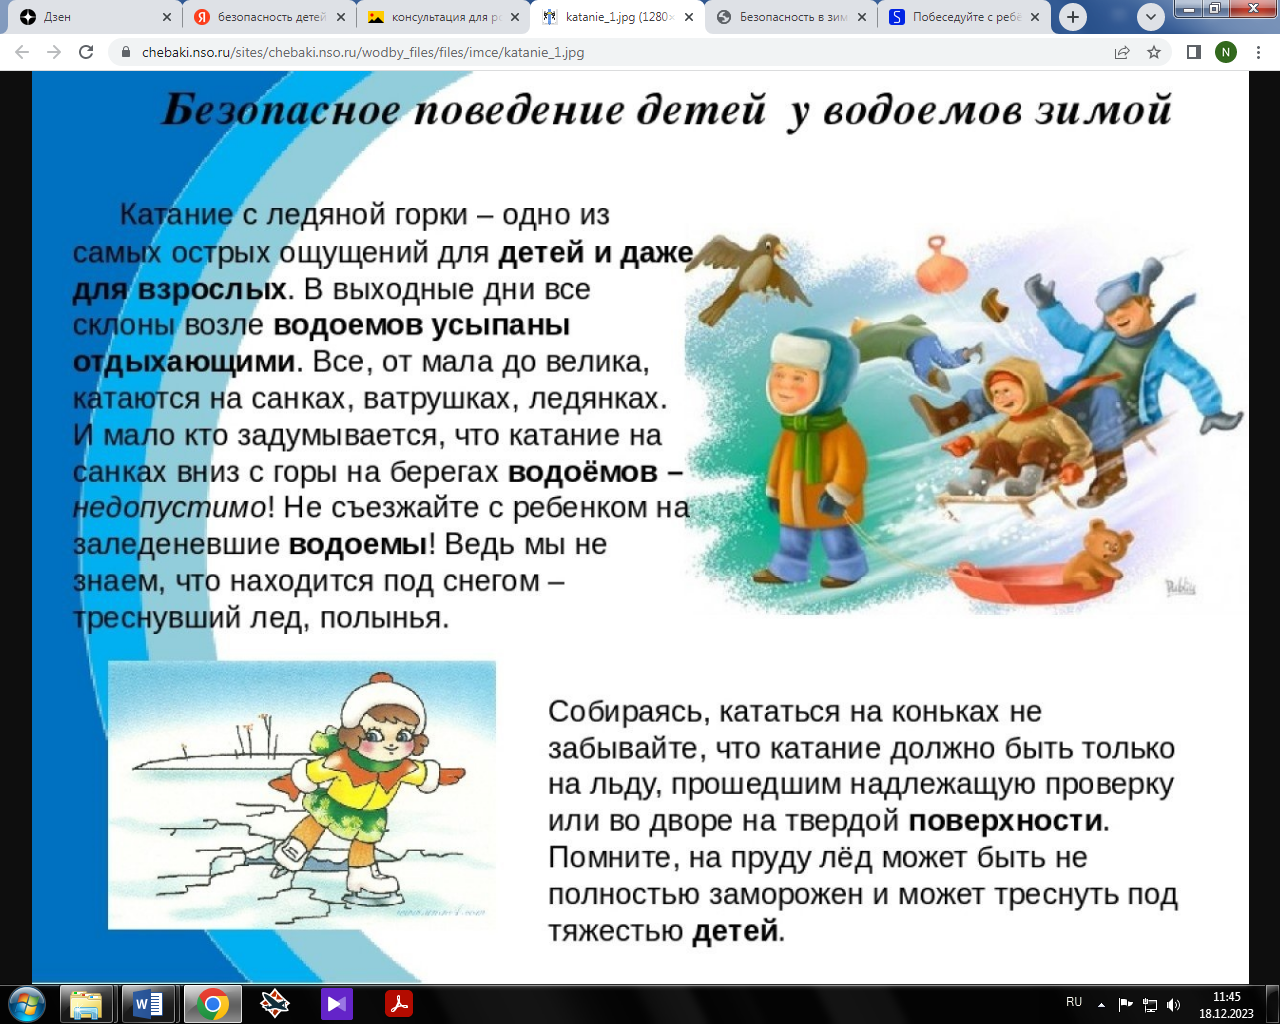 Дзен
безопасность детей
консультация для ро
katanie_1.jpg (1280×
Безопасность в зим
Побеседуйте с ребё
chebaki.nso.ru/sites/chebaki.nso.ru/wodby_files/files/imce/katanie_1.jpg
N
Безопасное поведение детей у водоемов зимой
Катание с ледяной горки – одно из
самых острых ощущений для детей и даже
для взрослых. В выходные дни все
склоны возле водоемов усыпаны
отдыхающими. Все, от мала до велика,
катаются на санках, ватрушках, ледянках.
И мало кто задумывается, что катание на
санках вниз с горы на берегах водоёмов –
недопустимо! Не съезжайте с ребенком на
заледеневшие водоемы! Ведь мы не
знаем, что находится под снегом –
треснувший лед, полынья.
Собираясь, кататься на коньках не
забывайте, что катание должно быть только
на льду, прошедшим надлежащую проверку
или во дворе на твердой поверхности.
Помните, на пруду лёд может быть не
полностью заморожен и может треснуть под
тяжестью детей.
RU
11:45
18.12.2023